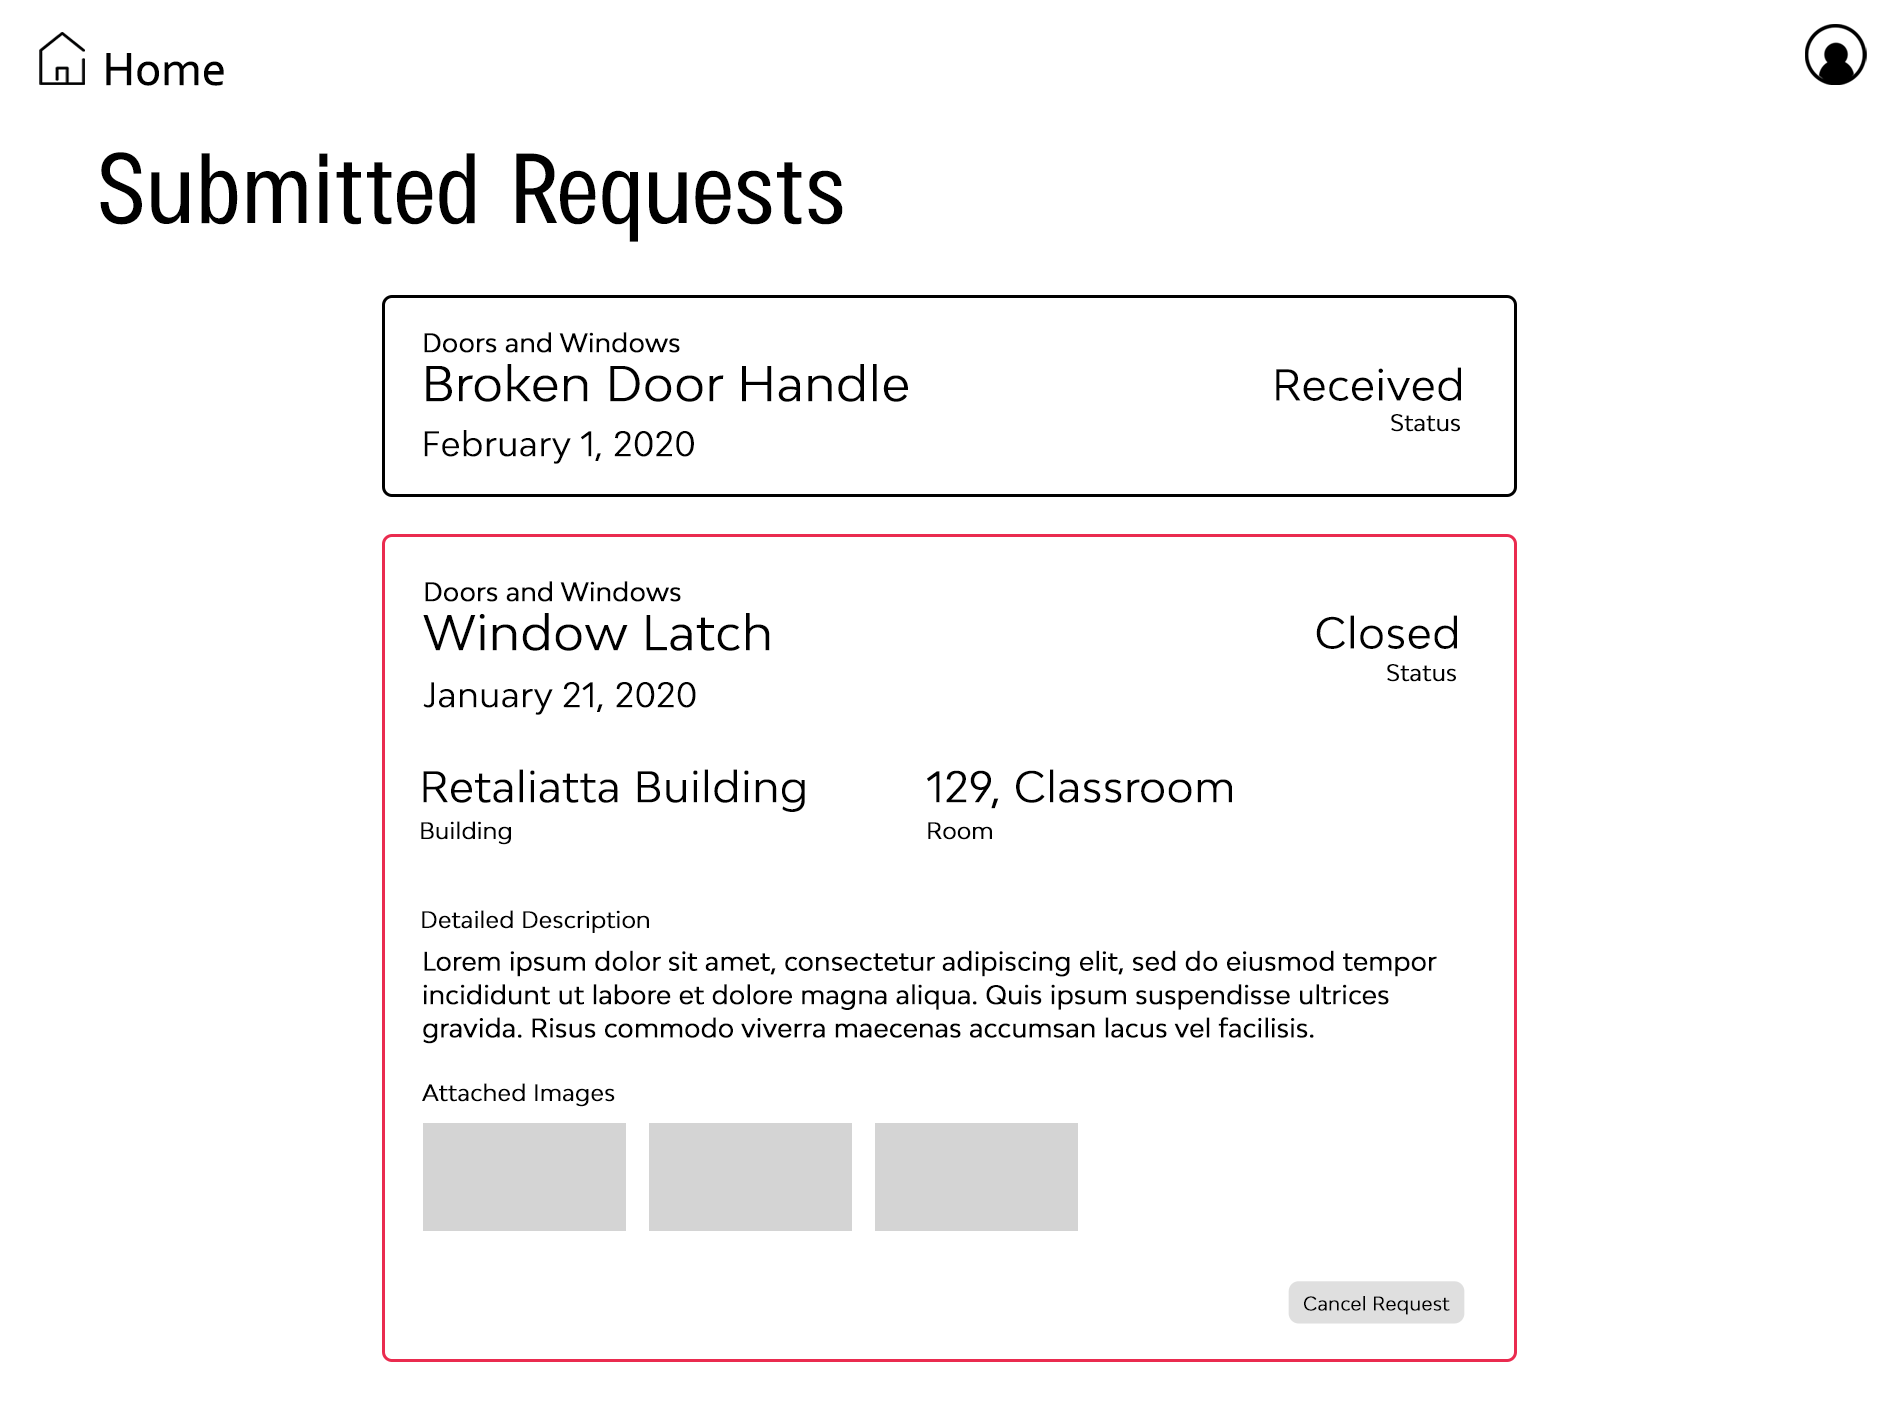 Home
Submitted Requests
Doors and Windows
Broken Door Handle
February 1, 2020
Received
Status
Doors and Windows
Window Latch
January 21, 2020
Closed
Status
Retaliatta Building
Building
129, Classroom
Room
Detailed Description
Lorem ipsum dolor sit amet, consectetur adipiscing elit, sed do eiusmod tempor
incididunt ut labore et dolore magna aliqua. Quis ipsum suspendisse ultrices
gravida. Risus commodo viverra maecenas accumsan lacus vel facilisis.
Attached Images
Cancel Request